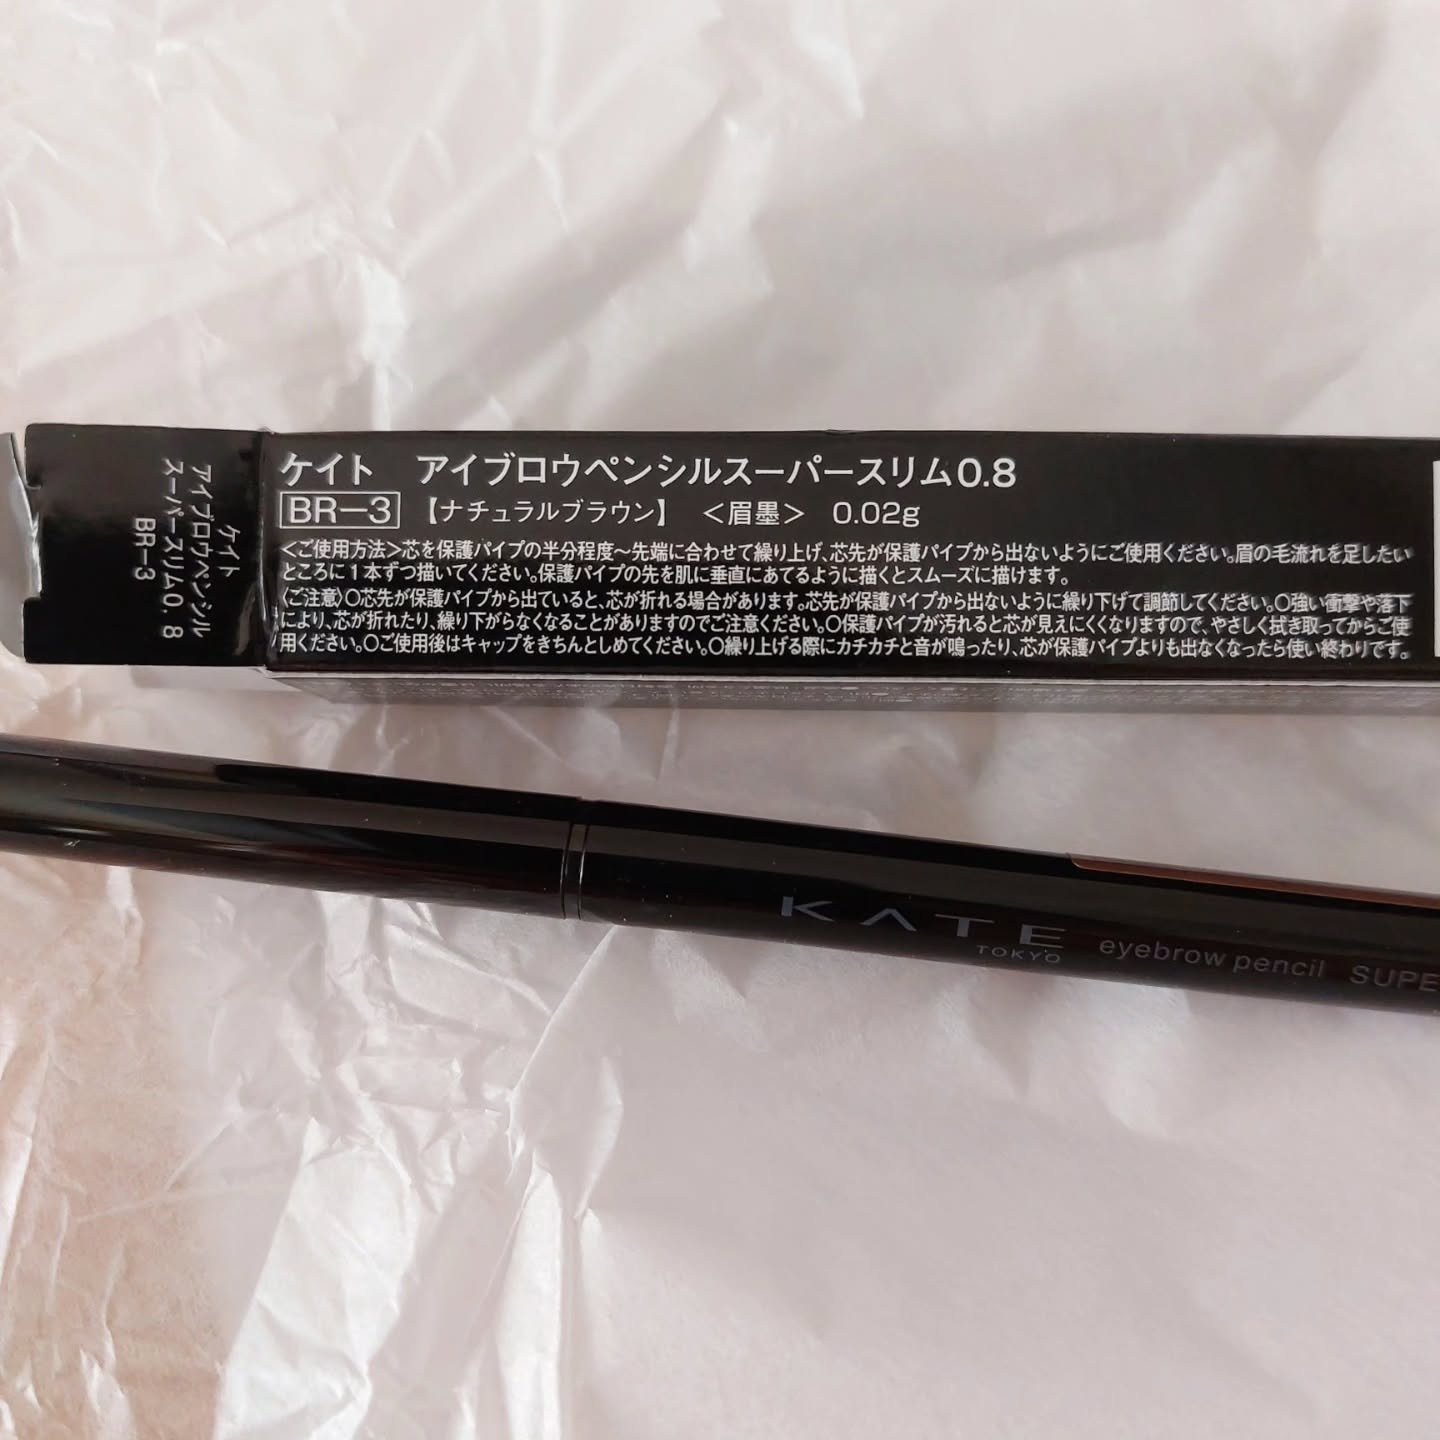 ケイト
アイブロウペンシル
スーパースリム0.8
BR−3
ケイト　アイブロウペンシルスーパースリム0.8
BR−3【ナチュラルブラウン】　＜眉墨＞　0.02g
＜ご使用方法＞芯を保護パイプの半分程度〜先端に合わせて繰り上げ、芯先が保護パイプから出ないようにご使用ください。眉の毛流れを足したい
ところに１本ずつ描いてください。保護パイプの先を肌に垂直にあてるように描くとスムーズに描けます。
〈ご注意〉○芯先が保護パイプから出ていると、芯が折れる場合があります。芯先が保護パイプから出ないように繰り下げて調節してください。○強い衝撃や落下
により、芯が折れたり、繰り下がらなくなることがありますのでご注意ください。○保護パイプが汚れると芯が見えにくくなりますので、やさしく拭き取ってからご使
用ください。○ご使用後はキャップをきちんとしめてください。○繰り上げる際にカチカチと音が鳴ったり、芯が保護パイプよりも出なくなったら使い終わりです。
KATE
TOKYO
eyebrow pencil SUPE